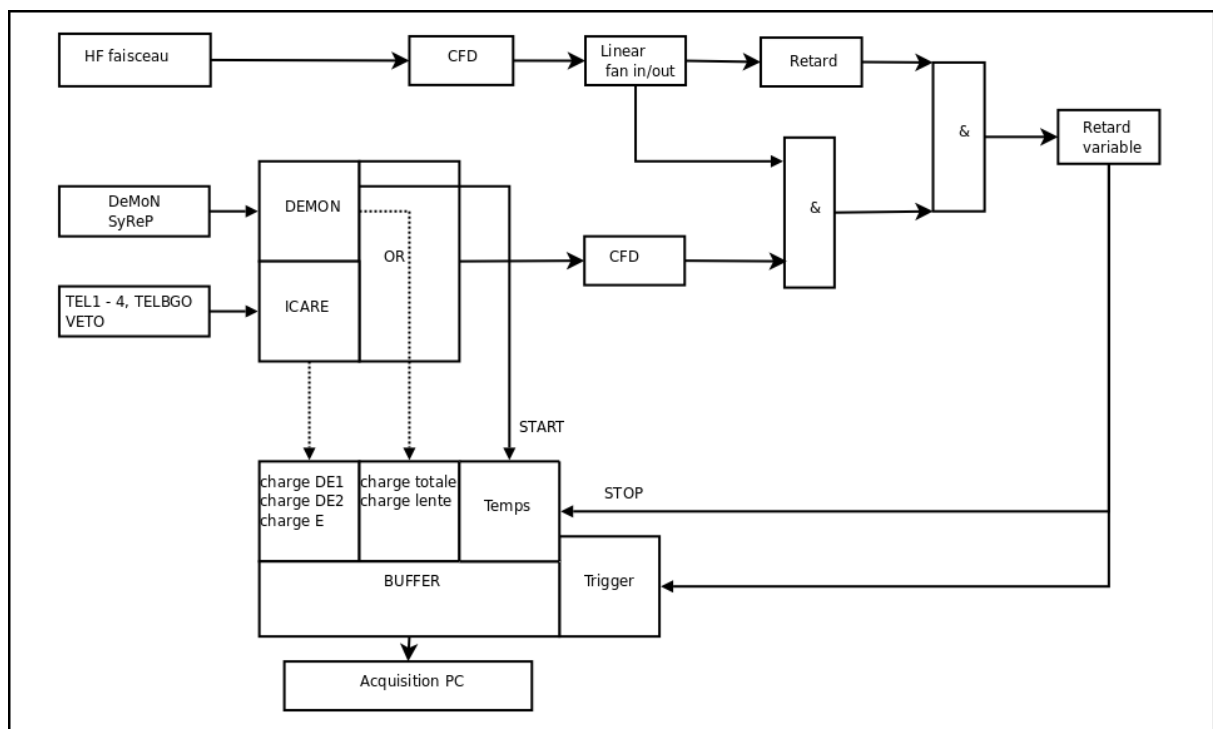 HF faisceau
CFD
Linear
fan in/out
Retard
&
Retard
variable
DeMoN
SyReP
DEMON
OR
&
CFD
TEL1 - 4, TELBGO
VETO
ICARE
START
charge DE1
charge DE2
charge E
charge totale
charge lente
Temps
STOP
BUFFER
Trigger
Acquisition PC